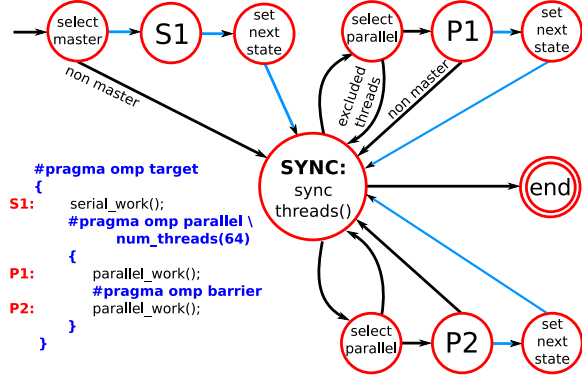 select
master
S1
set
next
state
non master
select
parallel
P1
set
next
state
excluded
threads
non master
SYNC:
sync
threads()
end
#pragma omp target
{
S1: serial_work();
#pragma omp parallel \
num_threads(64)
{
P1: parallel_work();
#pragma omp barrier
P2: parallel_work();
}
}
select
parallel
P2
set
next
state